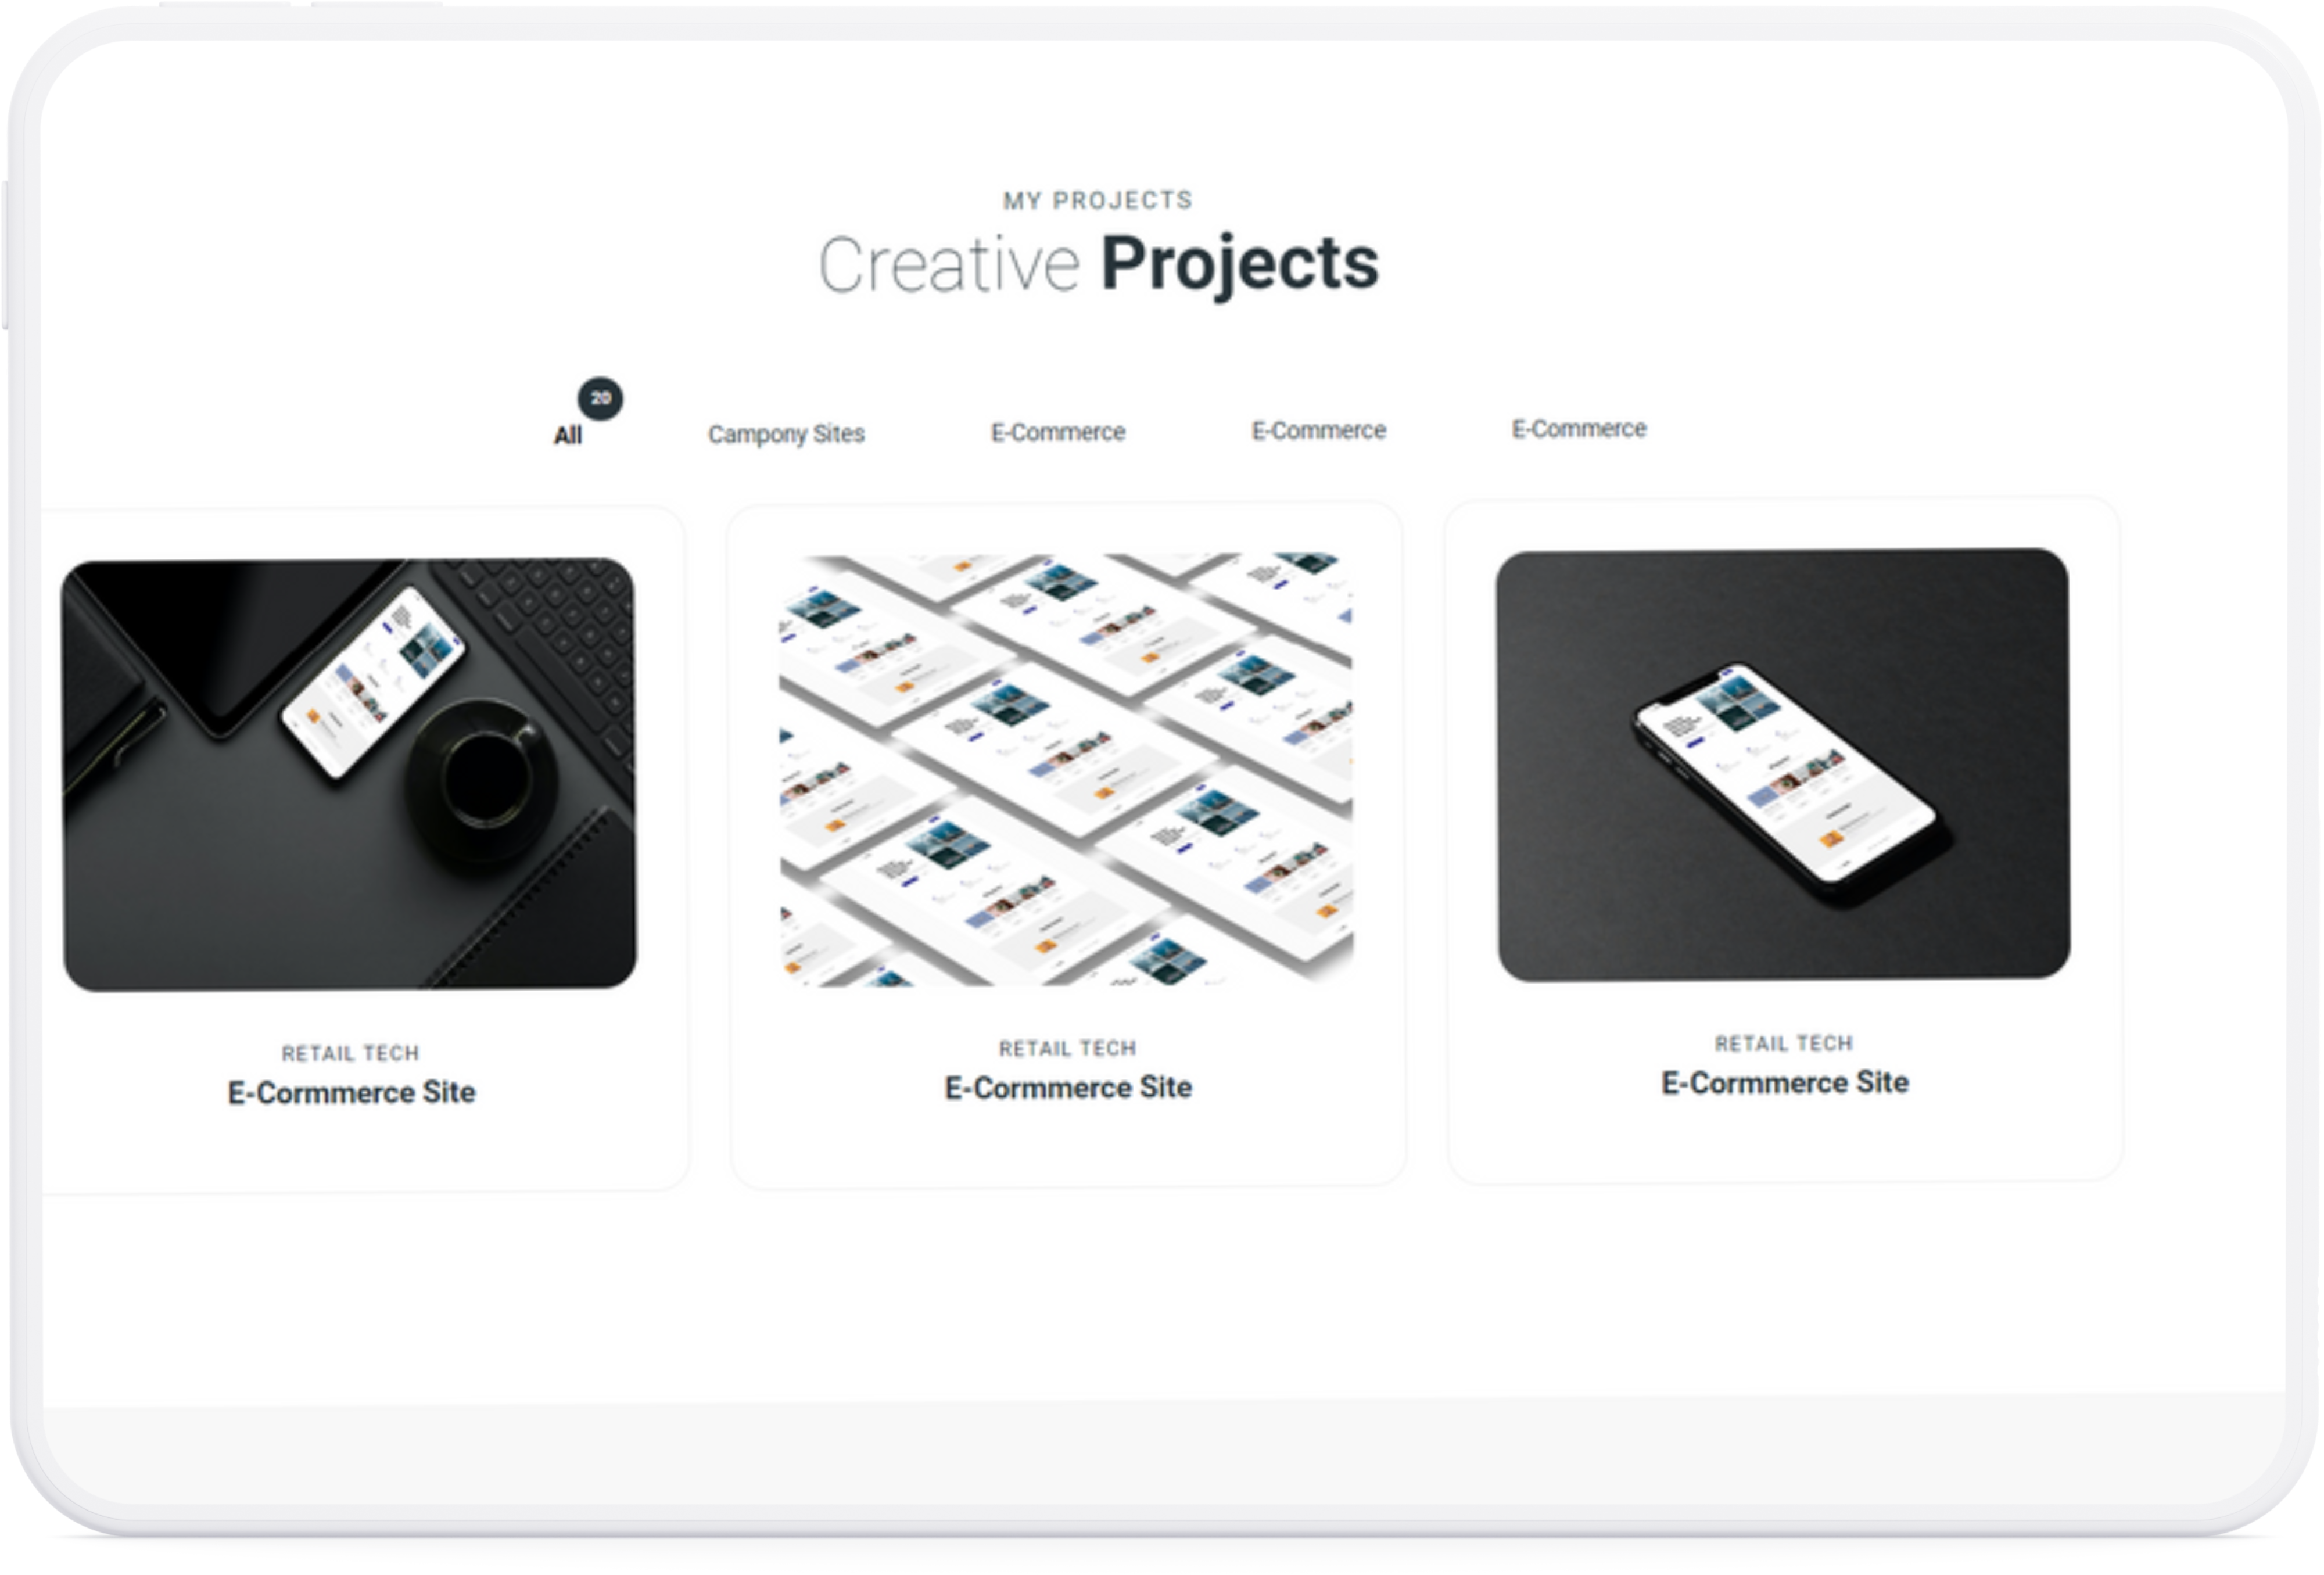 MY PROJECTS
Creative Projects
20
All Campony Sites E-Commerce E-Commerce E-Commerce
RETAIL TECH RETAIL TECH RETAIL TECH
E-Cormmerce Site E-Cormmerce Site E-Cormmerce Site